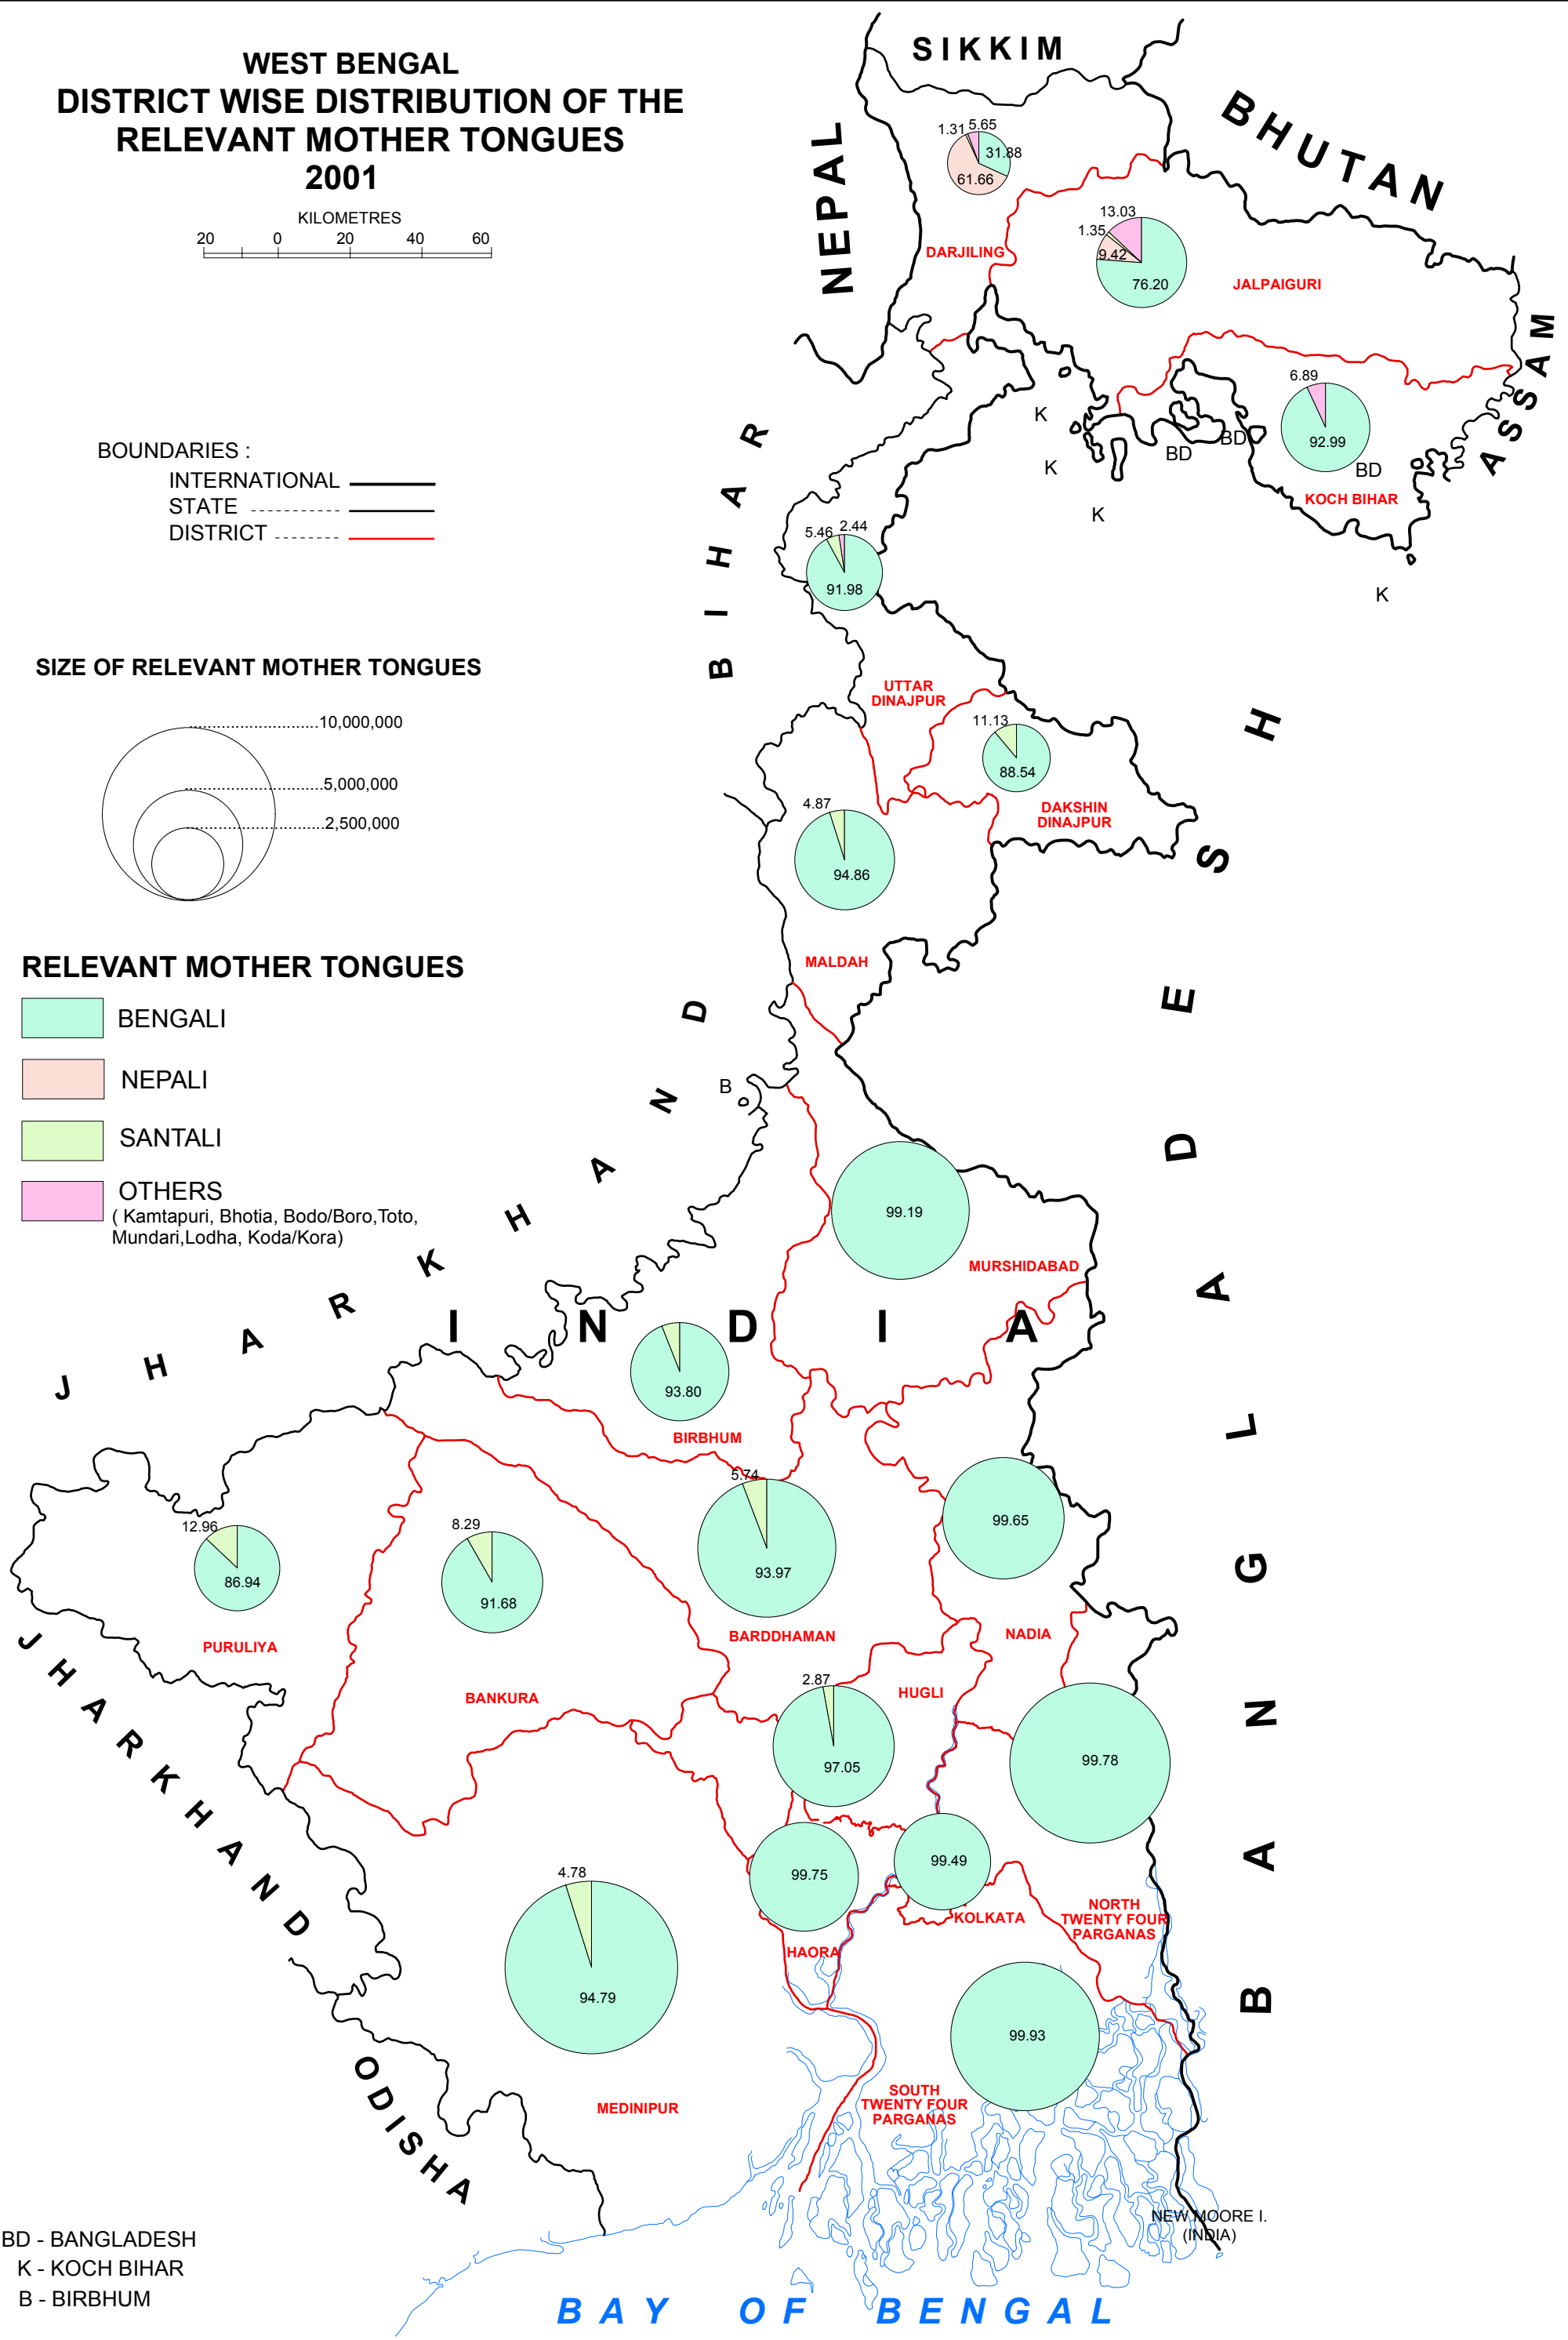 WEST BENGAL
DISTRICT WISE DISTRIBUTION OF THE
RELEVANT MOTHER TONGUES
2001
KILOMETRES
20 0 20 40 60
BOUNDARIES :
INTERNATIONAL
STATE
DISTRICT
SIZE OF RELEVANT MOTHER TONGUES
10,000,000
5,000,000
2,500,000
RELEVANT MOTHER TONGUES
BENGALI
NEPALI
SANTALI
OTHERS
( Kamtapuri, Bhotia, Bodo/Boro,Toto,
Mundari,Lodha, Koda/Kora)
SIKKIM
BHUTAN
NEPAL
ASSAM
BIHAR
JHARKHAND
JHARKHAND
ODISHA
INDIA
BANGLADESH
1.31 5.65
31.88
61.66
DARJILING
13.03
1.35
9.42
76.20
JALPAIGURI
6.89
92.99
KOCH BIHAR
K
K
K
K
BD
BD
BD
5.46 2.44
91.98
UTTAR
DINAJPUR
11.13
88.54
DAKSHIN
DINAJPUR
4.87
94.86
MALDAH
B
99.19
MURSHIDABAD
93.80
BIRBHUM
5.74
93.97
BARDDHAMAN
99.65
NADIA
12.96
86.94
PURULIYA
8.29
91.68
BANKURA
2.87
97.05
HUGLI
99.78
NORTH
TWENTY FOUR
PARGANAS
99.75
HAORA
99.49
KOLKATA
4.78
94.79
MEDINIPUR
99.93
SOUTH
TWENTY FOUR
PARGANAS
NEW MOORE I.
(INDIA)
BD - BANGLADESH
K - KOCH BIHAR
B - BIRBHUM
BAY OF BENGAL